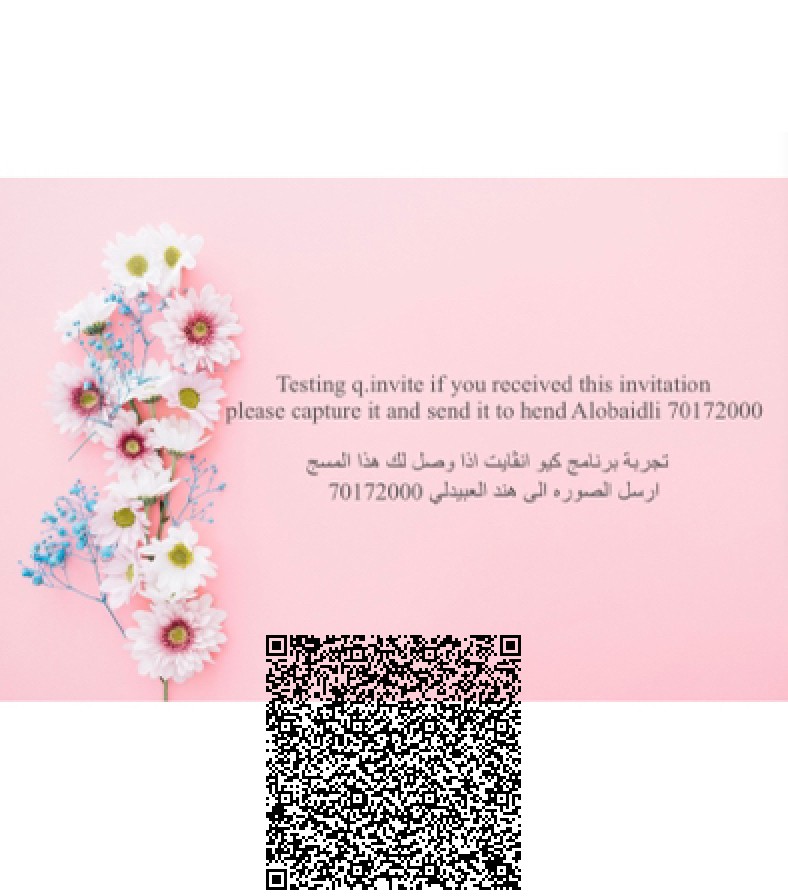 Testing q.invite if you received this invitation
please capture it and send it to hend Alobaidli 70172000
تجربة برنامج كيو انڤايت اذا وصل لك هذا المسج
ارسل الصوره الى هند العبيدلي 70172000